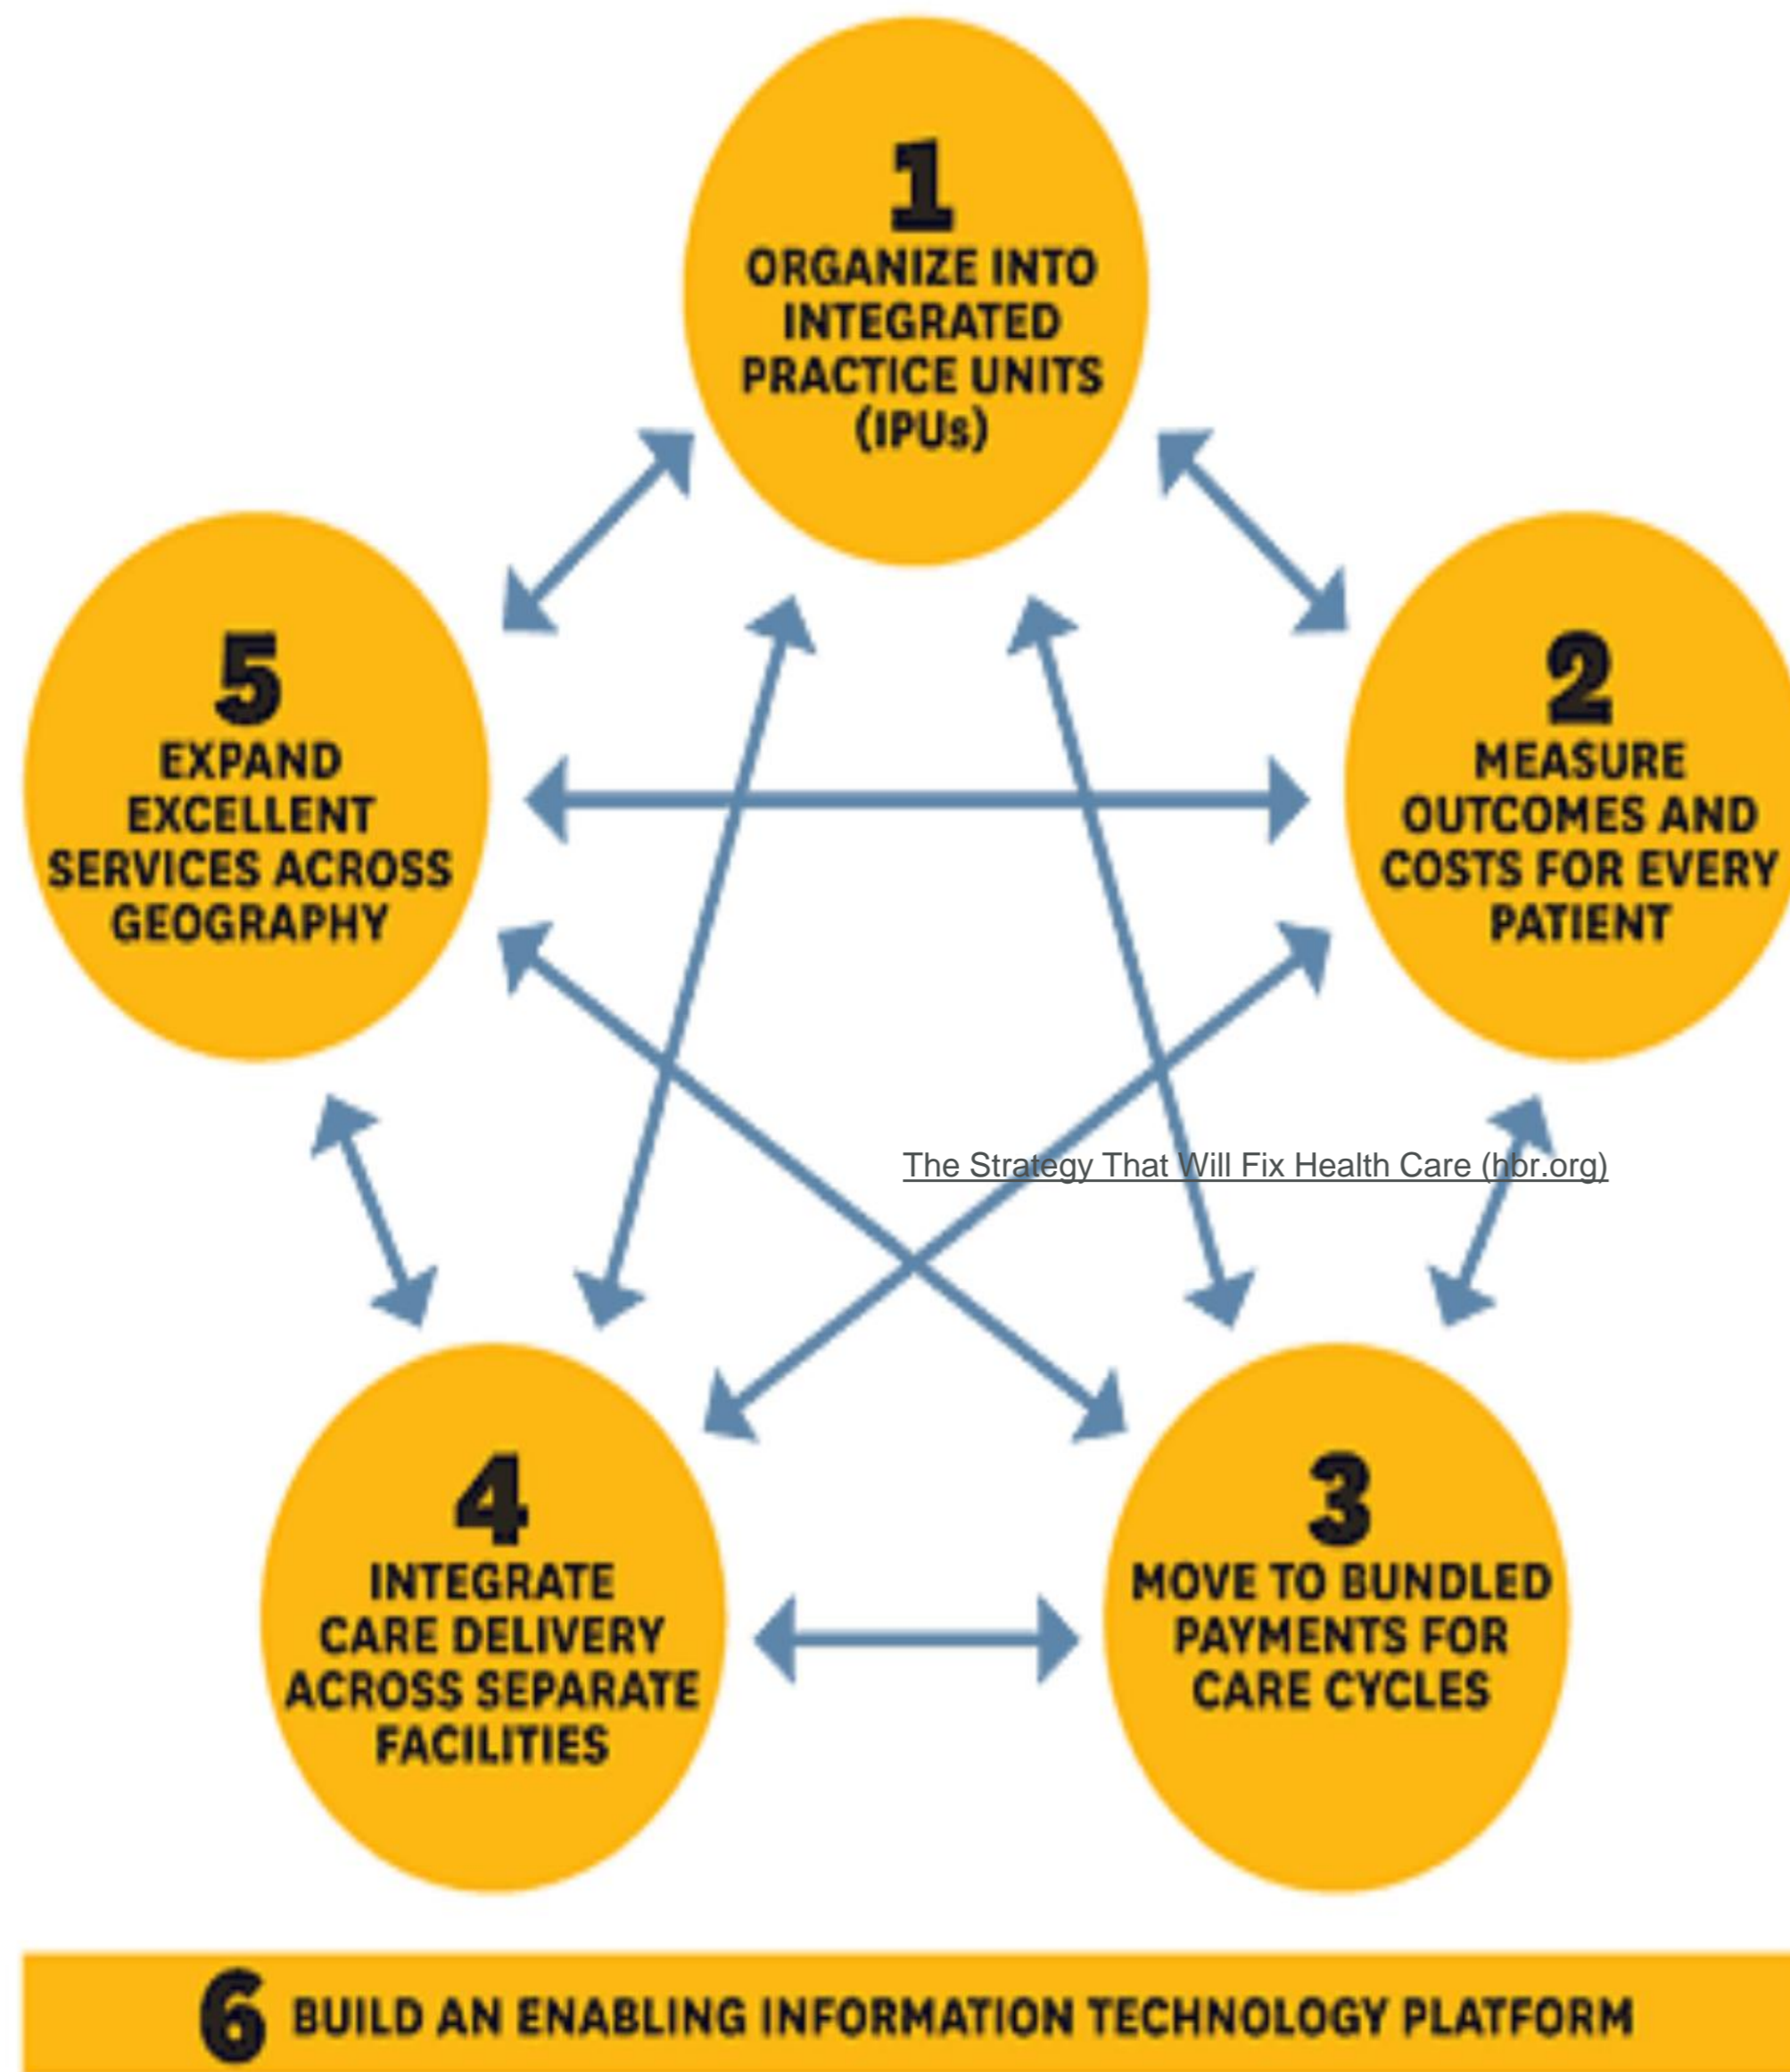 1
ORGANIZE INTO
INTEGRATED
PRACTICE UNITS
(IPUs)
2
MEASURE
OUTCOMES AND
COSTS FOR EVERY
PATIENT
3
MOVE TO BUNDLED
PAYMENTS FOR
CARE CYCLES
4
INTEGRATE
CARE DELIVERY
ACROSS SEPARATE
FACILITIES
5
EXPAND
EXCELLENT
SERVICES ACROSS
GEOGRAPHY
The Strategy That Will Fix Health Care (hbr.org)
6 BUILD AN ENABLING INFORMATION TECHNOLOGY PLATFORM